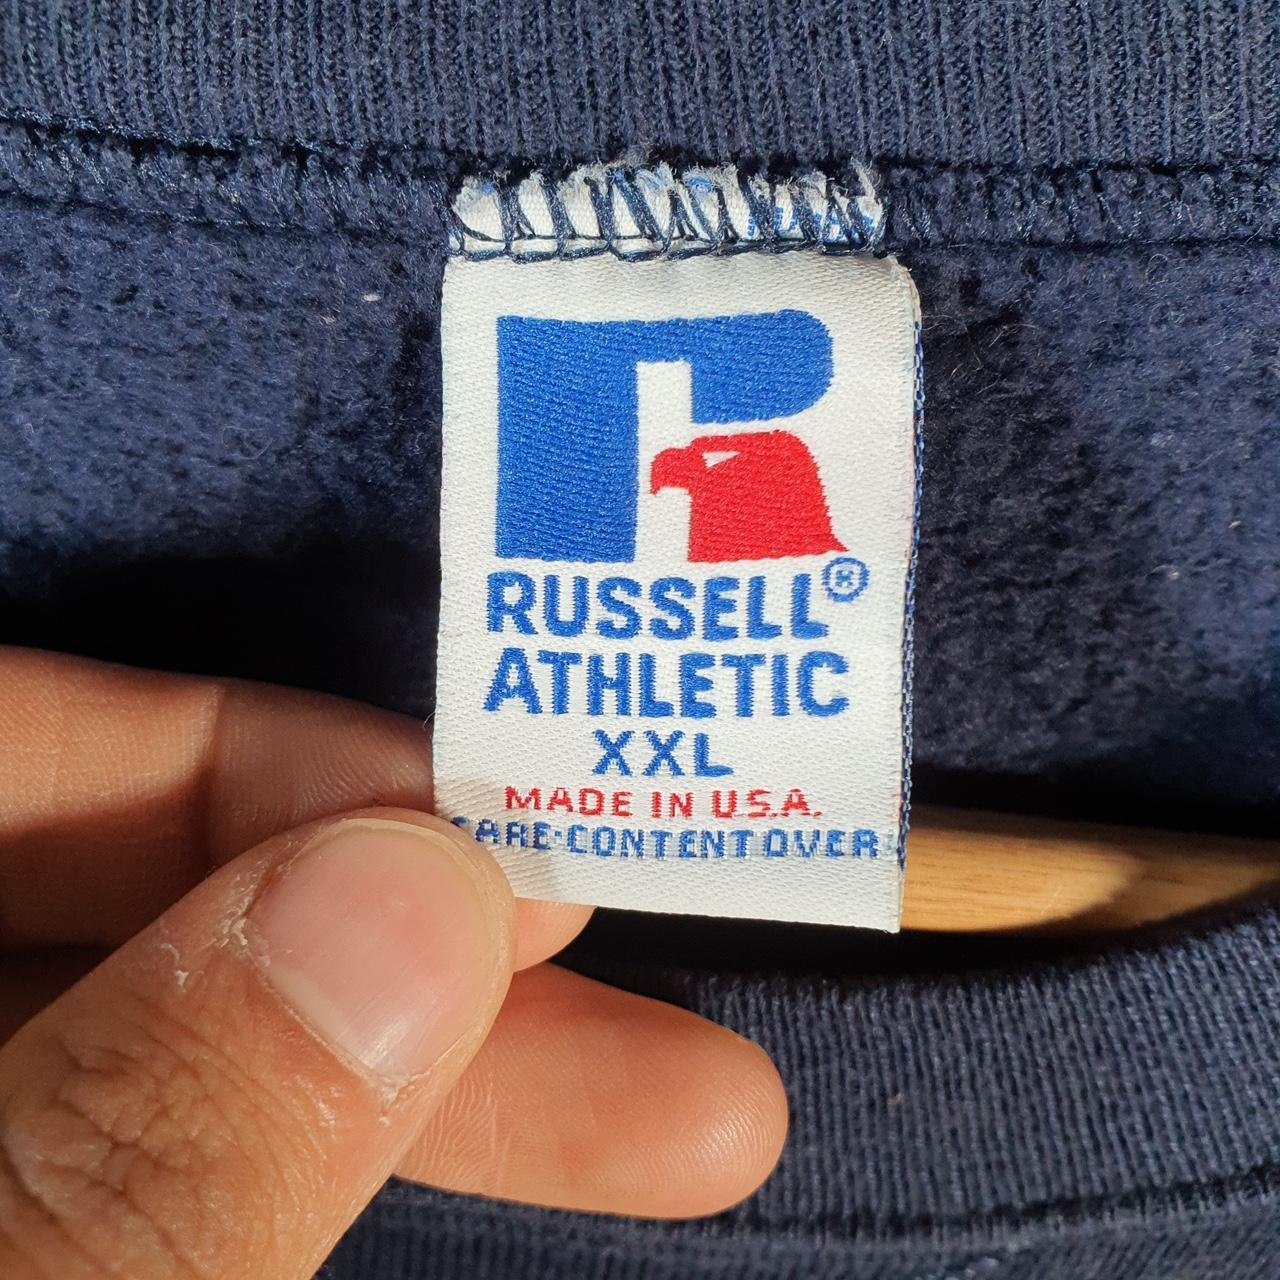 RUSSELL®
ATHLETIC
XXL
MADE IN U.S.A.
CARE·CONTENT OVER